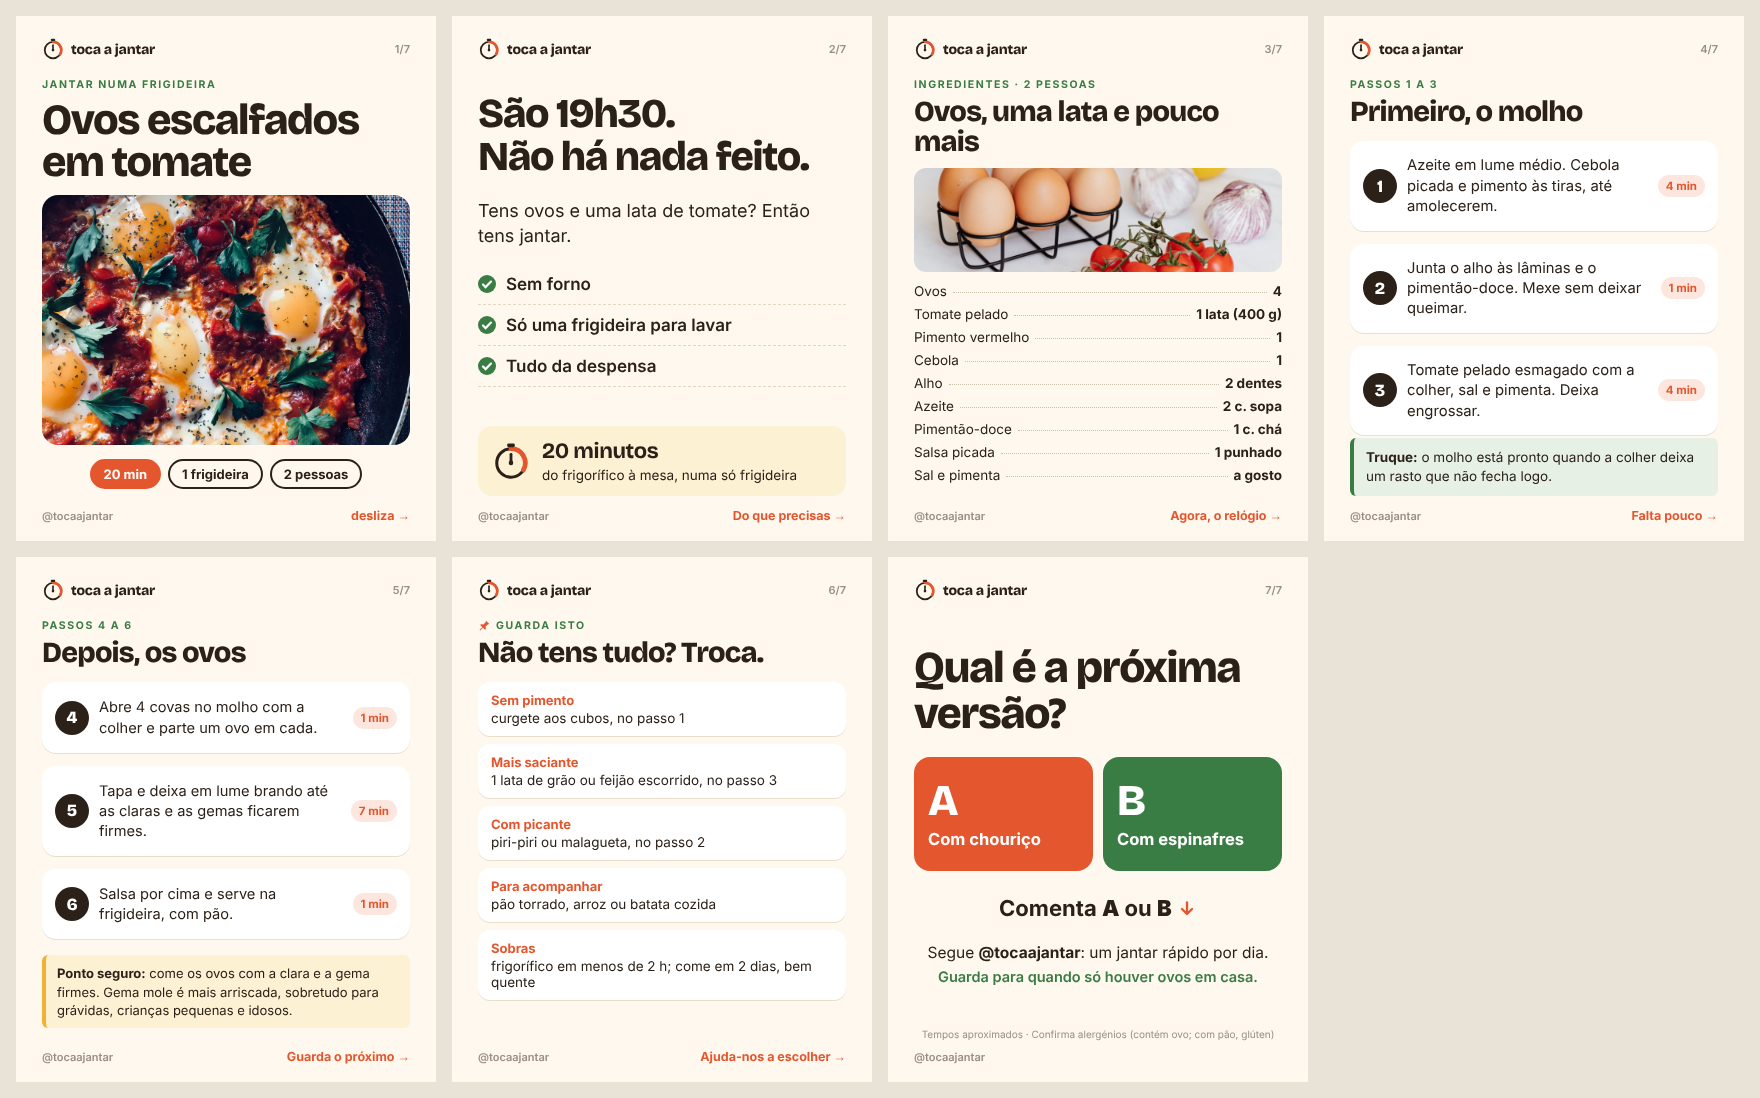 toca a jantar
1/7
JANTAR NUMA FRIGIDEIRA
Ovos escalfados
em tomate
20 min
1 frigideira
2 pessoas
@tocaajantar
desliza →
toca a jantar
2/7
São 19h30.
Não há nada feito.
Tens ovos e uma lata de tomate? Então
tens jantar.
Sem forno
Só uma frigideira para lavar
Tudo da despensa
20 minutos
do frigorífico à mesa, numa só frigideira
@tocaajantar
Do que precisas →
toca a jantar
3/7
INGREDIENTES · 2 PESSOAS
Ovos, uma lata e pouco
mais
Ovos 4
Tomate pelado 1 lata (400 g)
Pimento vermelho 1
Cebola 1
Alho 2 dentes
Azeite 2 c. sopa
Pimentão-doce 1 c. chá
Salsa picada 1 punhado
Sal e pimenta a gosto
@tocaajantar
Agora, o relógio →
toca a jantar
4/7
PASSOS 1 A 3
Primeiro, o molho
1
Azeite em lume médio. Cebola
picada e pimento às tiras, até
amolecerem.
4 min
2
Junta o alho às lâminas e o
pimentão-doce. Mexe sem deixar
queimar.
1 min
3
Tomate pelado esmagado com a
colher, sal e pimenta. Deixa
engrossar.
4 min
Truque: o molho está pronto quando a colher deixa
um rasto que não fecha logo.
@tocaajantar
Falta pouco →
toca a jantar
5/7
PASSOS 4 A 6
Depois, os ovos
4
Abre 4 covas no molho com a
colher e parte um ovo em cada.
1 min
5
Tapa e deixa em lume brando até
as claras e as gemas ficarem
firmes.
7 min
6
Salsa por cima e serve na
frigideira, com pão.
1 min
Ponto seguro: come os ovos com a clara e a gema
firmes. Gema mole é mais arriscada, sobretudo para
grávidas, crianças pequenas e idosos.
@tocaajantar
Guarda o próximo →
toca a jantar
6/7
GUARDA ISTO
Não tens tudo? Troca.
Sem pimento
curgete aos cubos, no passo 1
Mais saciante
1 lata de grão ou feijão escorrido, no passo 3
Com picante
piri-piri ou malagueta, no passo 2
Para acompanhar
pão torrado, arroz ou batata cozida
Sobras
frigorífico em menos de 2 h; come em 2 dias, bem
quente
@tocaajantar
Ajuda-nos a escolher →
toca a jantar
7/7
Qual é a próxima
versão?
A
Com chouriço
B
Com espinafres
Comenta A ou B ↓
Segue @tocaajantar: um jantar rápido por dia.
Guarda para quando só houver ovos em casa.
Tempos aproximados · Confirma alergénios (contém ovo; com pão, glúten)
@tocaajantar